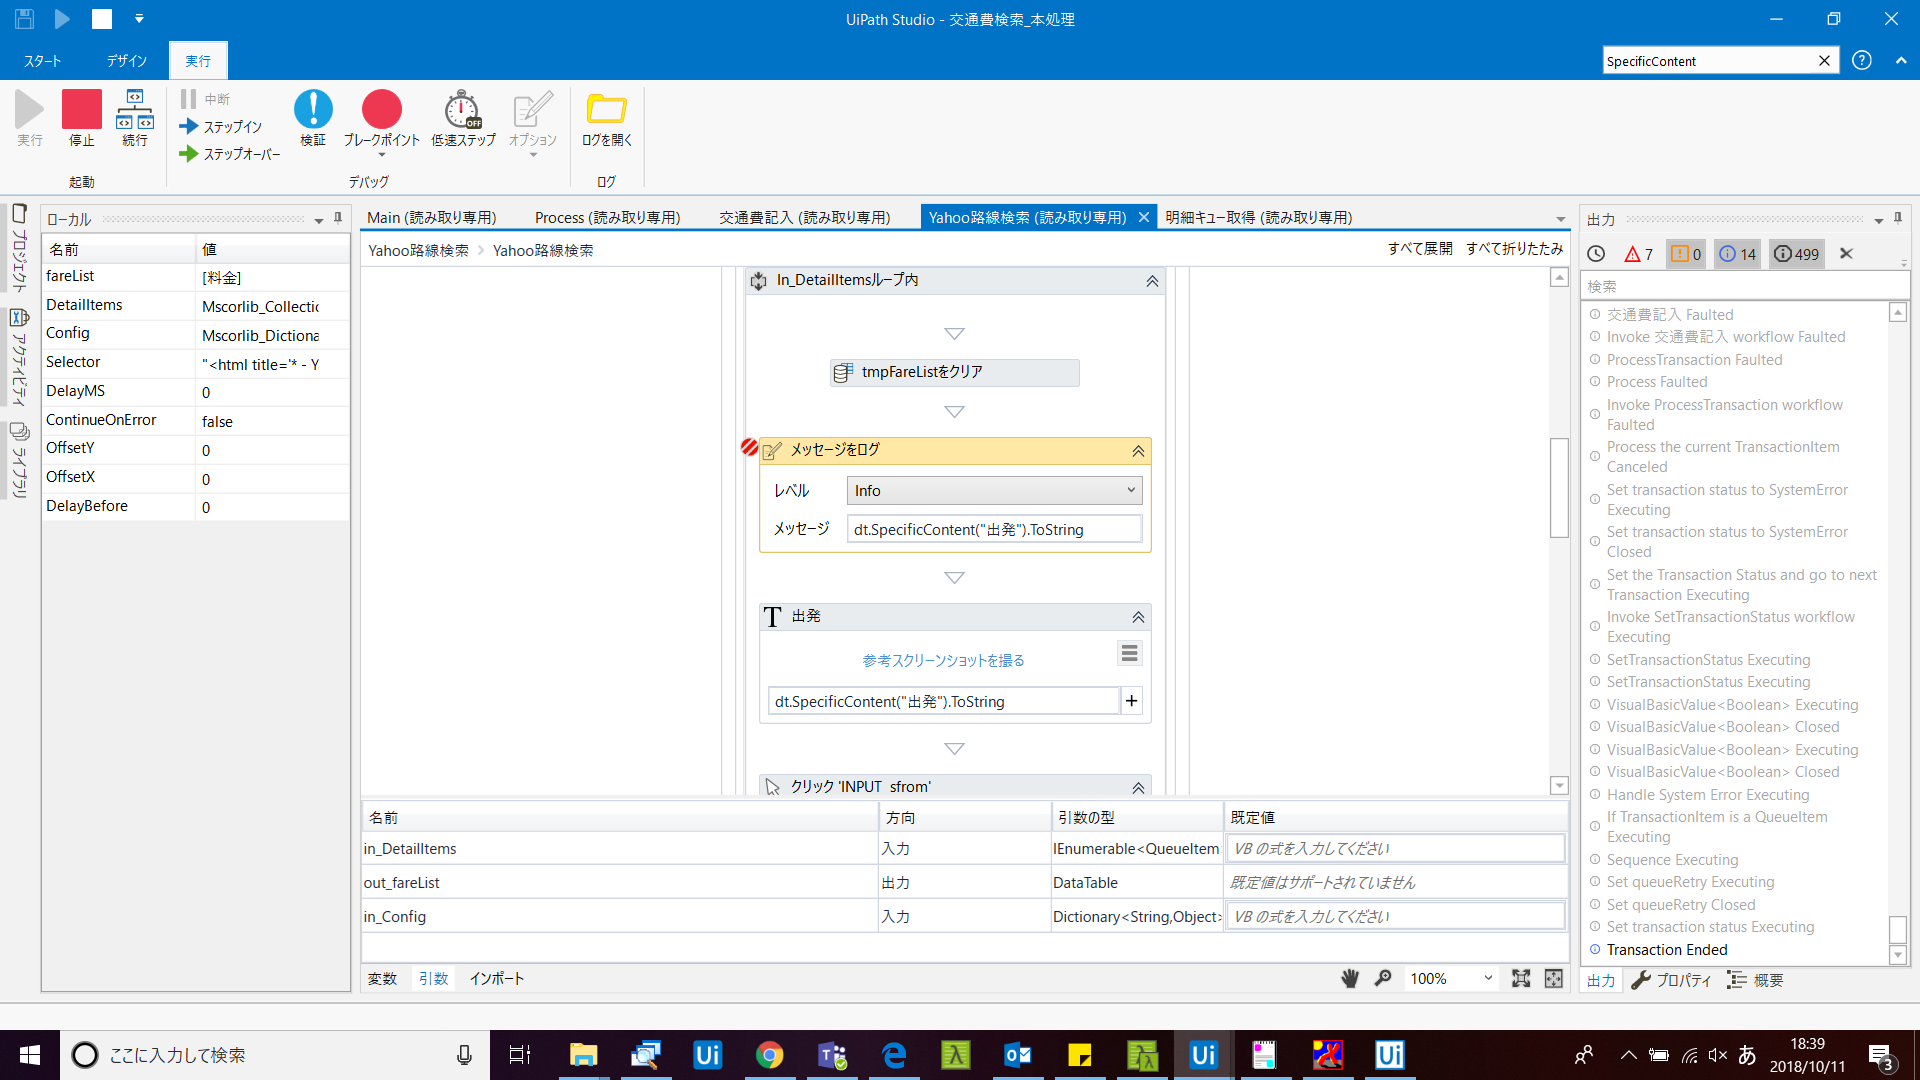 UiPath Studio - 交通費検索_本処理
スタート
デザイン
実行
SpecificContent
実行
停止
続行
中断
ステップイン
ステップオーバー
検証
ブレークポイント
低速ステップ
オプション
ログを開く
OFF
起動
デバッグ
ログ
プロジェクト
アクティビティ
ライブラリ
ローカル
名前 値
fareList [料金]
DetailItems Mscorlib_Collectic
Config Mscorlib_Dictiona
Selector "<html title='* - Y
DelayMS 0
ContinueOnError false
OffsetY 0
OffsetX 0
DelayBefore 0
Main (読み取り専用)
Process (読み取り専用)
交通費記入 (読み取り専用)
Yahoo路線検索 (読み取り専用)
明細キュー取得 (読み取り専用)
Yahoo路線検索 > Yahoo路線検索
すべて展開 すべて折りたたみ
In_DetailItemsループ内
tmpFareListをクリア
メッセージをログ
レベル Info
メッセージ dt.SpecificContent("出発").ToString
出発
参考スクリーンショットを撮る
dt.SpecificContent("出発").ToString
クリック 'INPUT sfrom'
名前 方向 引数の型 既定値
in_DetailItems 入力 IEnumerable<QueueItem VB の式を入力してください
out_fareList 出力 DataTable 既定値はサポートされていません
in_Config 入力 Dictionary<String,Object> VB の式を入力してください
変数 引数 インポート
100%
出力
7 0 14 499
検索
交通費記入 Faulted
Invoke 交通費記入 workflow Faulted
ProcessTransaction Faulted
Process Faulted
Invoke ProcessTransaction workflow
Faulted
Process the current TransactionItem
Canceled
Set transaction status to SystemError
Executing
Set transaction status to SystemError
Closed
Set the Transaction Status and go to next
Transaction Executing
Invoke SetTransactionStatus workflow
Executing
SetTransactionStatus Executing
SetTransactionStatus Executing
VisualBasicValue<Boolean> Executing
VisualBasicValue<Boolean> Closed
VisualBasicValue<Boolean> Executing
VisualBasicValue<Boolean> Closed
Handle System Error Executing
If TransactionItem is a QueueItem
Executing
Sequence Executing
Set queueRetry Executing
Set queueRetry Closed
Set transaction status Executing
Transaction Ended
出力 プロパティ 概要
ここに入力して検索
Ui
Ui
Ui
あ
18:39
2018/10/11
3